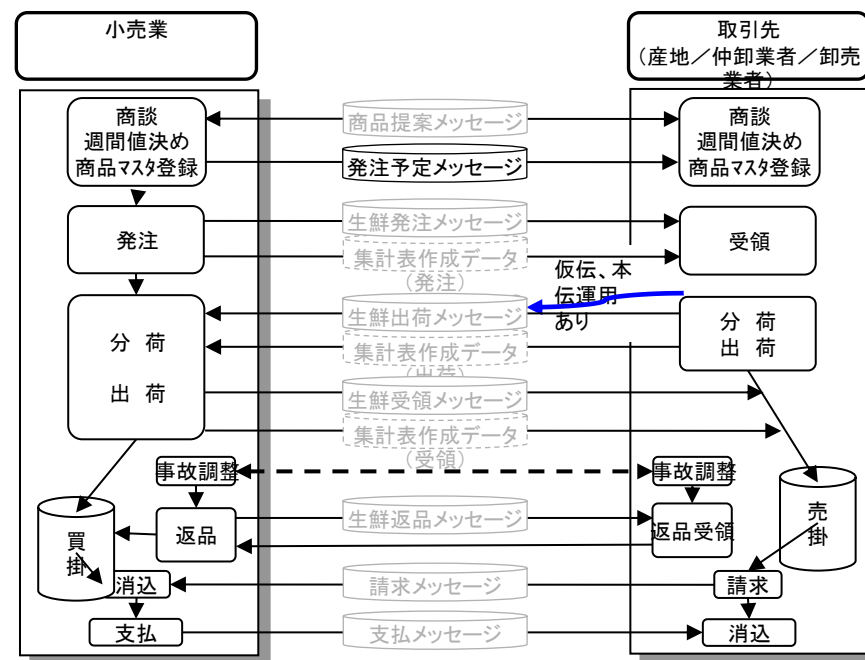 小売業
取引先
（産地／仲卸業者／卸売
業者）
商談
週間値決め
商品マスタ登録
商品提案メッセージ
発注予定メッセージ
商談
週間値決め
商品マスタ登録
発注
生鮮発注メッセージ
集計表作成データ
（発注）
受領
仮伝、本
伝運用
あり
分 荷
出 荷
生鮮出荷メッセージ
集計表作成データ
（出荷）
分 荷
出 荷
生鮮受領メッセージ
集計表作成データ
（受領）
事故調整
事故調整
買
掛
返品
生鮮返品メッセージ
返品受領
売
掛
消込
請求メッセージ
請求
支払
支払メッセージ
消込